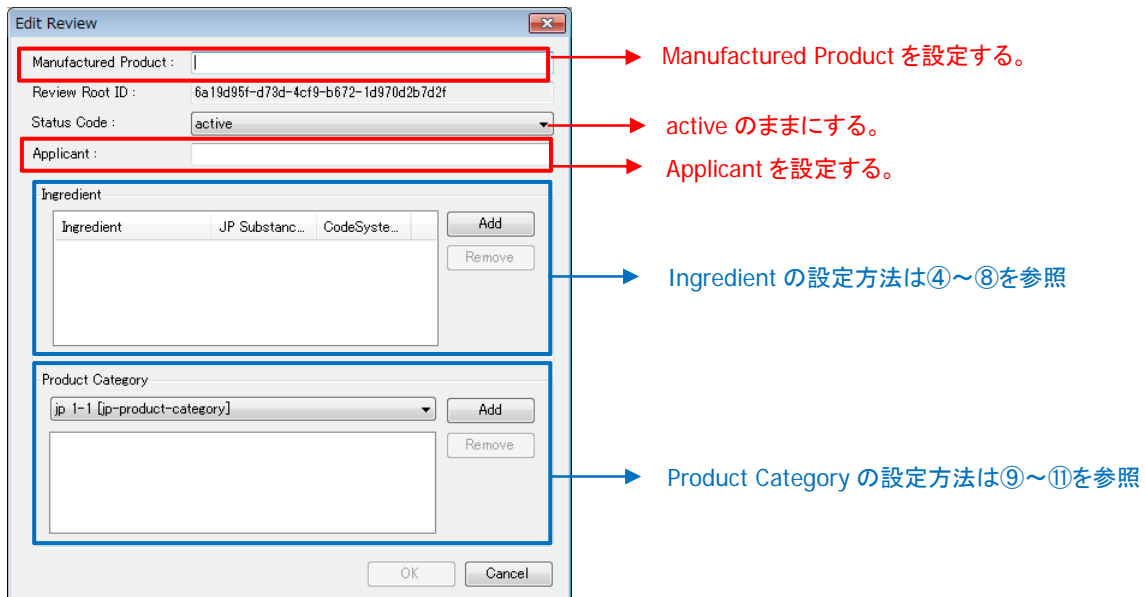 Edit Review
Manufactured Product :
Manufactured Product を設定する。
Review Root ID :
6a19d95f-d73d-4cf9-b672-1d970d2b7d2f
Status Code :
active
active のままにする。
Applicant :
Applicant を設定する。
Ingredient
Ingredient JP Substanc... CodeSyste...
Add
Remove
Ingredient の設定方法は④~⑧を参照
Product Category
jp 1-1 [jp-product-category]
Add
Remove
Product Category の設定方法は⑨~⑪を参照
OK
Cancel